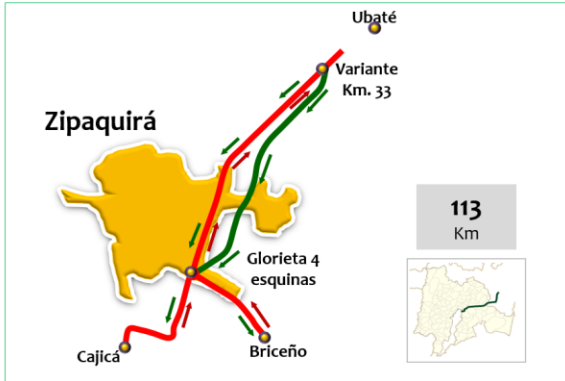 Ubaté
Variante
Km. 33
Zipaquirá
113
Km
Glorieta 4
esquinas
Cajicá
Briceño